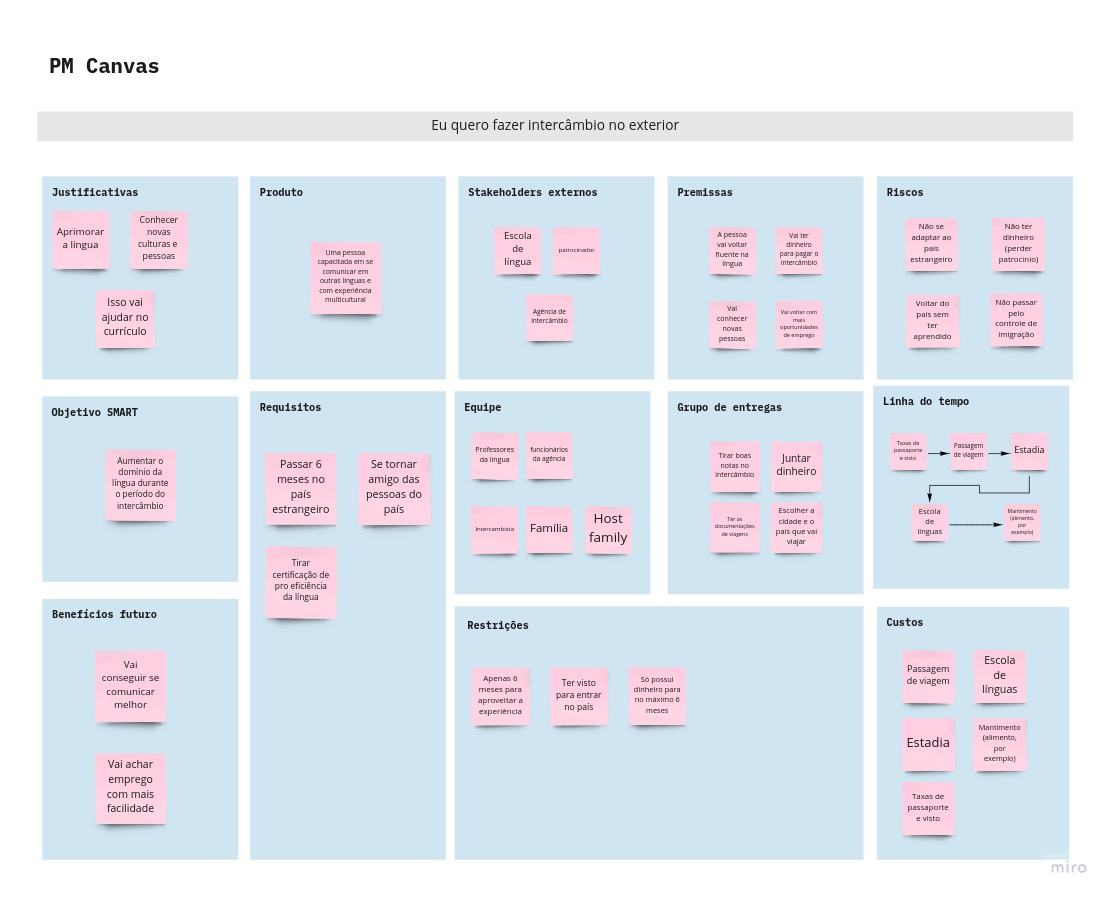 PM Canvas
Eu quero fazer intercâmbio no exterior
Justificativas
Aprimorar
a língua
Conhecer
novas
culturas e
pessoas
Isso vai
ajudar no
currículo
Produto
Uma pessoa
capacitada em se
comunicar em
outras línguas e
com experiência
multicultural
Stakeholders externos
Escola
de
língua
patrocinador
Agência de
intercâmbio
Premissas
A pessoa
vai voltar
fluente na
língua
Vai ter
dinheiro
para pagar o
intercâmbio
Vai
conhecer
novas
pessoas
Vai voltar com
mais
oportunidades
de emprego
Riscos
Não se
adaptar ao
país
estrangeiro
Não ter
dinheiro
(perder
patrocínio)
Voltar do
país sem
ter
aprendido
Não passar
pelo
controle de
imigração
Objetivo SMART
Aumentar o
domínio da
língua durante
o período do
intercâmbio
Requisitos
Passar 6
meses no
país
estrangeiro
Se tornar
amigo das
pessoas do
país
Tirar
certificação de
pro eficiência
da língua
Equipe
Professores
da língua
funcionários
da agência
Intercambista
Família
Host
family
Grupo de entregas
Tirar boas
notas no
intercâmbio
Juntar
dinheiro
Ter as
documentações
de viagens
Escolher a
cidade e o
país que vai
viajar
Linha do tempo
Taxas de
passaporte
e visto
Passagem
de viagem
Estadia
Escola
de
línguas
Mantimento
(alimento,
por
exemplo)
Benefícios futuro
Vai
conseguir se
comunicar
melhor
Vai achar
emprego
com mais
facilidade
Restrições
Apenas 6
meses para
aproveitar a
experiência
Ter visto
para entrar
no país
Só possui
dinheiro para
no máximo 6
meses
Custos
Passagem
de viagem
Escola
de
línguas
Estadia
Mantimento
(alimento,
por
exemplo)
Taxas de
passaporte
e visto
miro